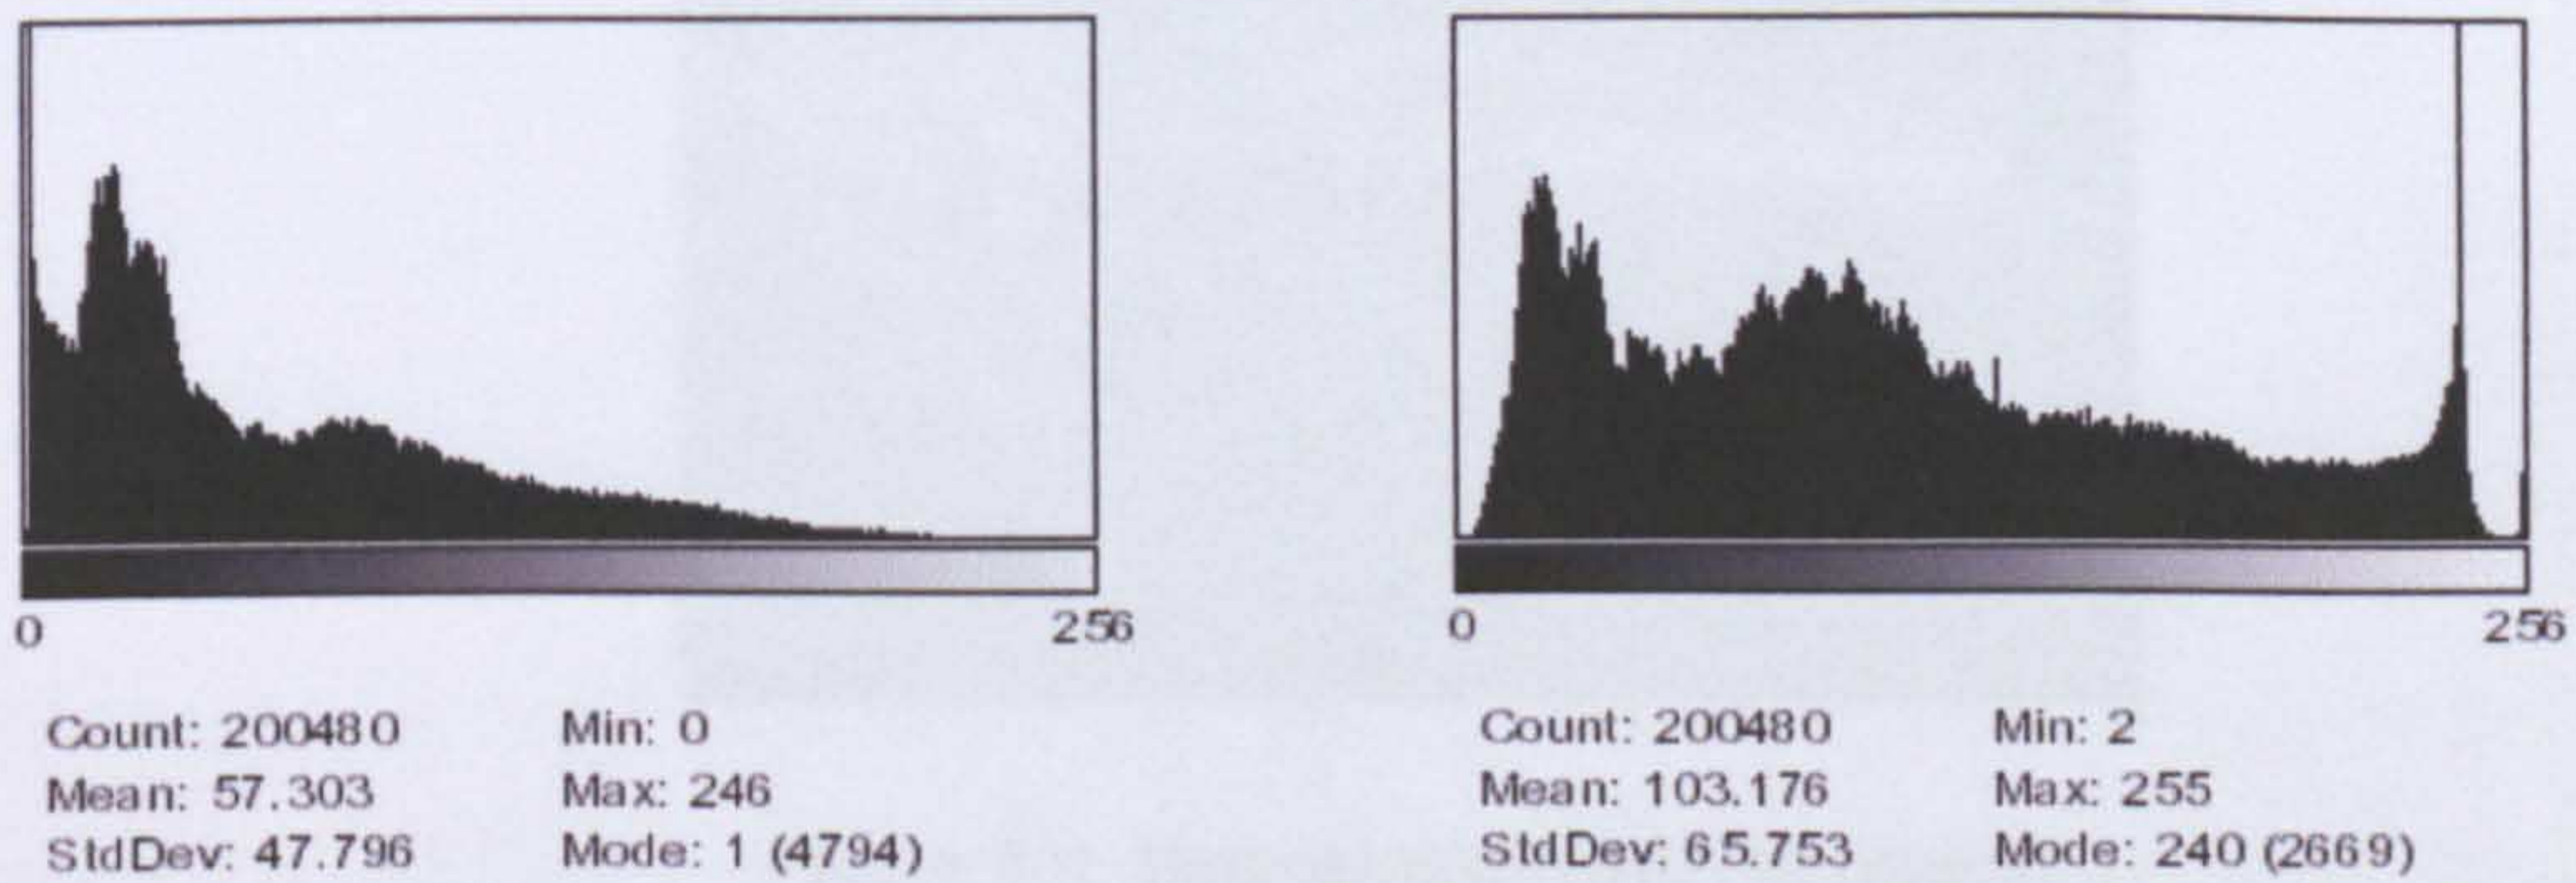 0 256
Count: 200480 Min: 0
Mean: 57.303 Max: 246
StdDev: 47.796 Mode: 1 (4794)
0 256
Count: 200480 Min: 2
Mean: 103.176 Max: 255
StdDev: 65.753 Mode: 240 (2669)